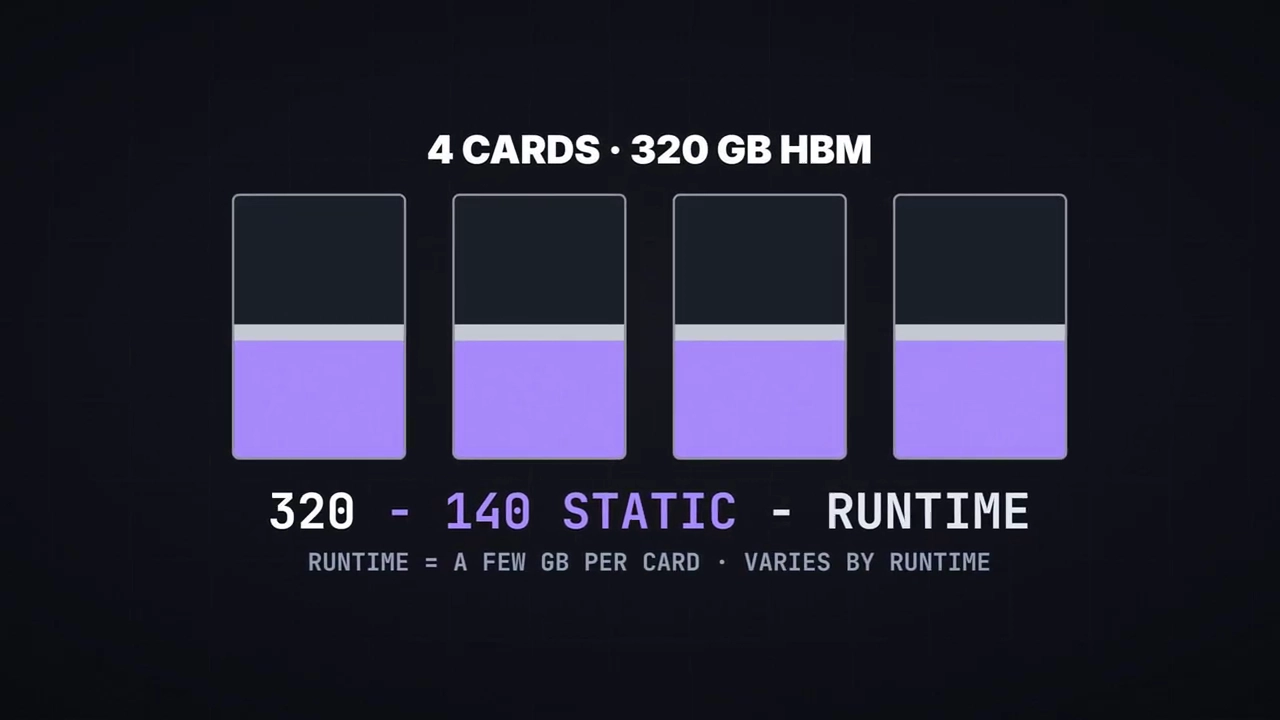 4 CARDS · 320 GB HBM
320 - 140 STATIC - RUNTIME
RUNTIME = A FEW GB PER CARD · VARIES BY RUNTIME